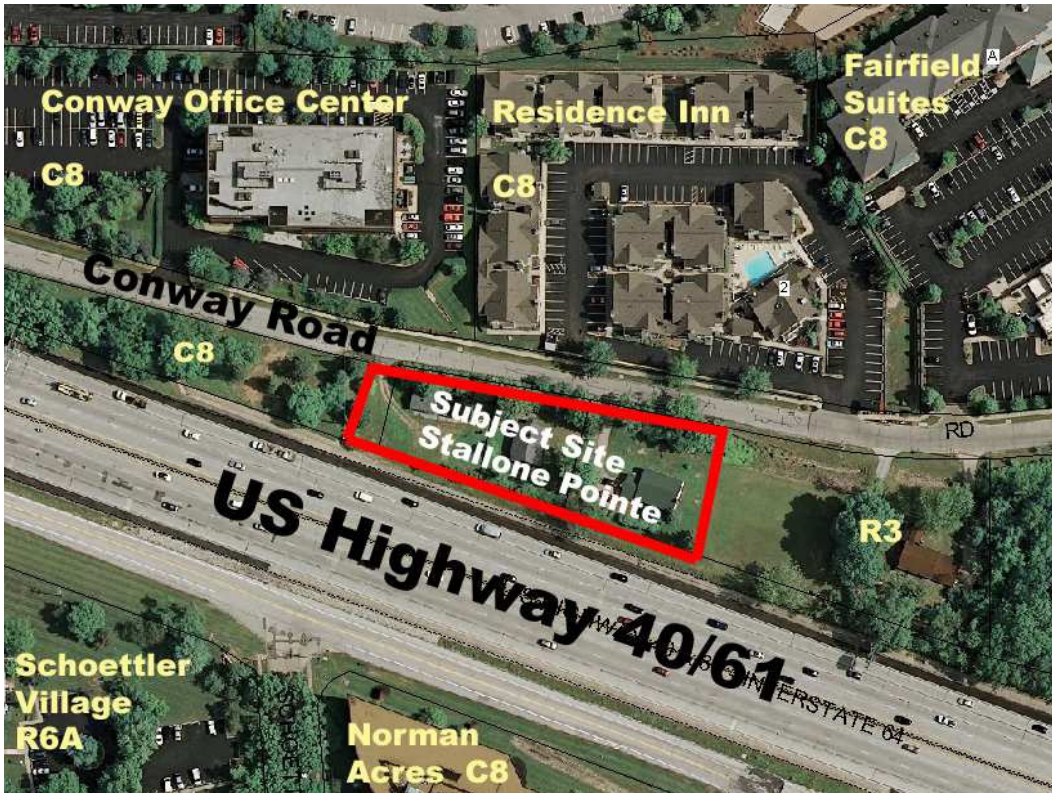 Fairfield
Suites
C8
A
Conway Office Center
C8
Residence Inn
C8
2
Conway Road
C8
RD
Subject Site
Stallone Pointe
R3
US Highway 40/61
INTERSTATE 64
Schoettler
Village
R6A
Norman
Acres C8